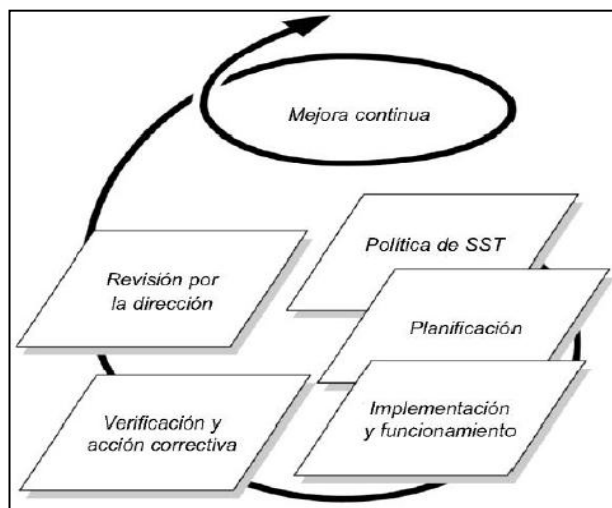 Mejora continua
Política de SST
Revisión por
la dirección
Planificación
Implementación
y funcionamiento
Verificación y
acción correctiva